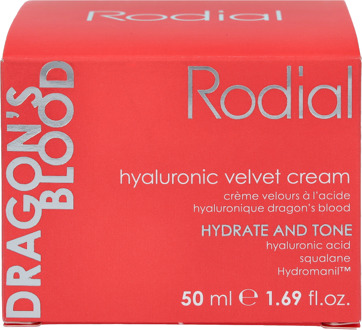 DRAGON'S
BLOOD
Rodial
hyaluronic velvet cream
crème velours à l'acide
hyaluronique dragon's blood
HYDRATE AND TONE
hyaluronic acid
squalane
Hydromanil™
50 ml ℮ 1.69 fl.oz.